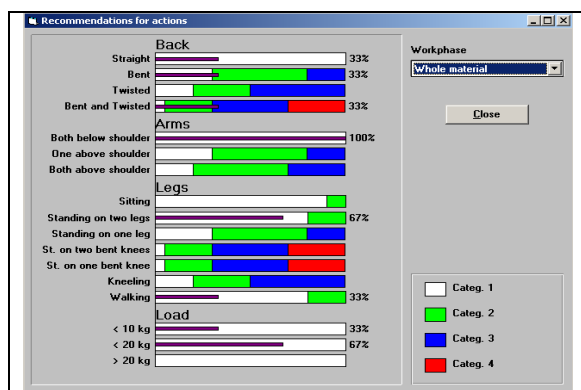 Recommendations for actions
Back
Straight 33%
Bent 33%
Twisted
Bent and Twisted 33%
Arms
Both below shoulder 100%
One above shoulder
Both above shoulder
Legs
Sitting
Standing on two legs 67%
Standing on one leg
St. on two bent knees
St. on one bent knee
Kneeling
Walking 33%
Load
< 10 kg 33%
< 20 kg 67%
> 20 kg
Workphase
Whole material
Close
Categ. 1
Categ. 2
Categ. 3
Categ. 4